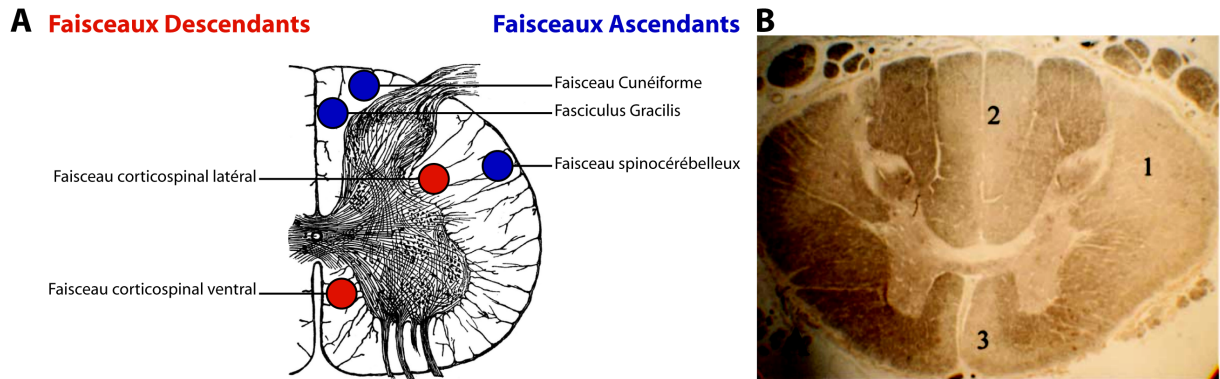 A Faisceaux Descendants
Faisceaux Ascendants
Faisceau Cunéiforme
Fasciculus Gracilis
Faisceau spinocérébelleux
Faisceau corticospinal latéral
Faisceau corticospinal ventral
B
2
1
3